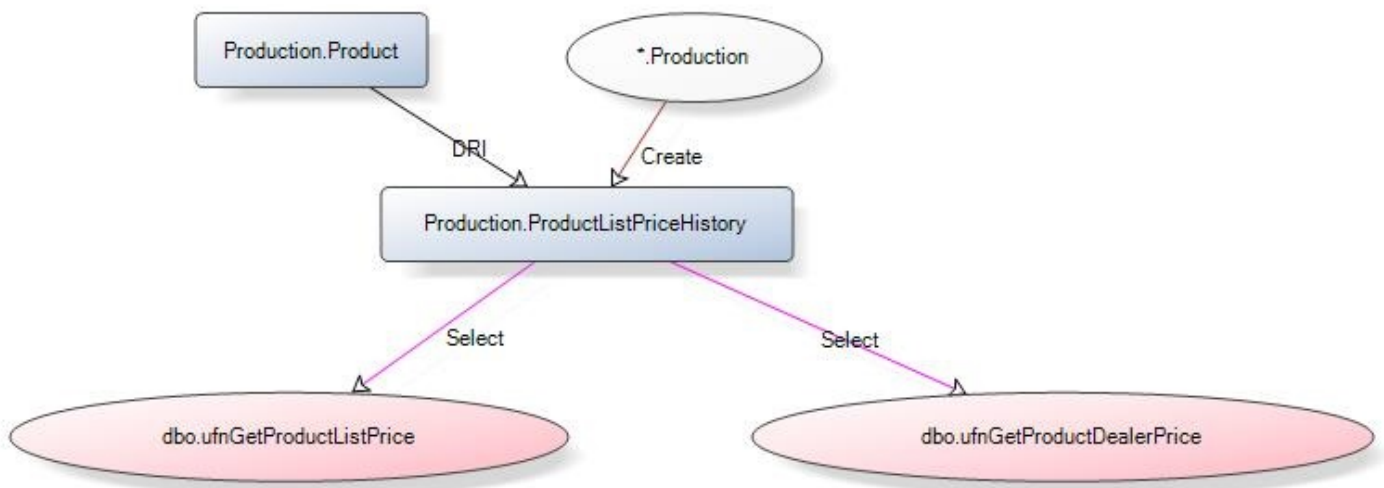 Production.Product
*.Production
DRI
Create
Production.ProductListPriceHistory
Select
Select
dbo.ufnGetProductListPrice
dbo.ufnGetProductDealerPrice